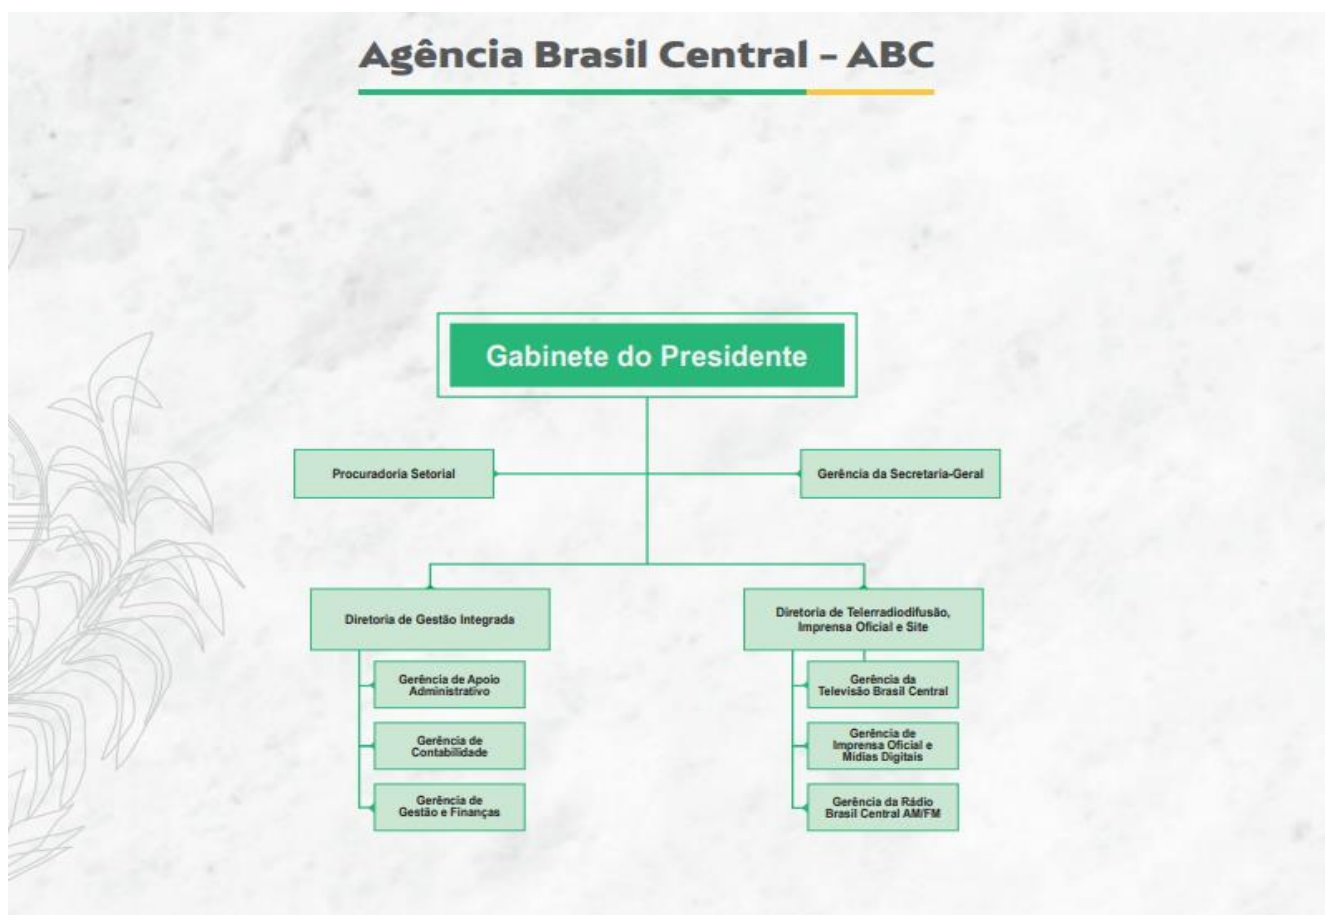 Agência Brasil Central – ABC
Gabinete do Presidente
Procuradoria Setorial
Gerência da Secretaria-Geral
Diretoria de Gestão Integrada
Gerência de Apoio
Administrativo
Gerência de
Contabilidade
Gerência de
Gestão e Finanças
Diretoria de Telerradiodifusão,
Imprensa Oficial e Site
Gerência da
Televisão Brasil Central
Gerência de
Imprensa Oficial e
Mídias Digitais
Gerência da Rádio
Brasil Central AM/FM